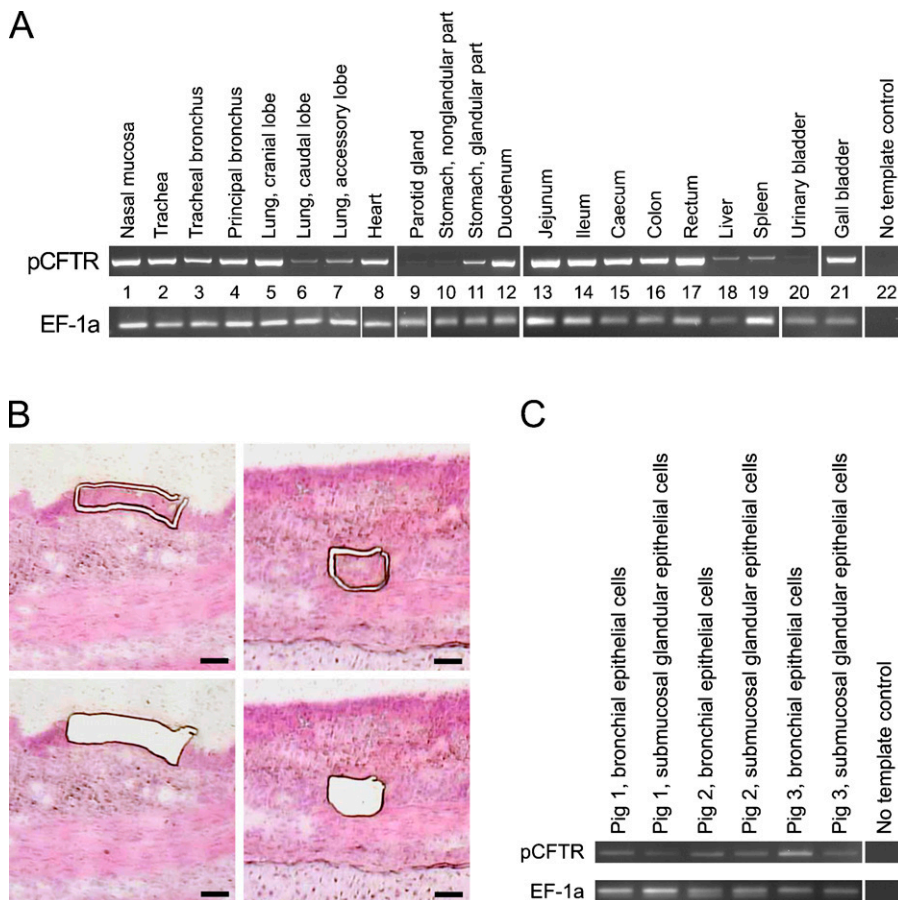 A
Nasal mucosa
Trachea
Tracheal bronchus
Principal bronchus
Lung, cranial lobe
Lung, caudal lobe
Lung, accessory lobe
Heart
Parotid gland
Stomach, nonglandular part
Stomach, glandular part
Duodenum
Jejunum
Ileum
Caecum
Colon
Rectum
Liver
Spleen
Urinary bladder
Gall bladder
No template control
pCFTR
1 2 3 4 5 6 7 8 9 10 11 12 13 14 15 16 17 18 19 20 21 22
EF-1a
B
C
Pig 1, bronchial epithelial cells
Pig 1, submucosal glandular epithelial cells
Pig 2, bronchial epithelial cells
Pig 2, submucosal glandular epithelial cells
Pig 3, bronchial epithelial cells
Pig 3, submucosal glandular epithelial cells
No template control
pCFTR
EF-1a